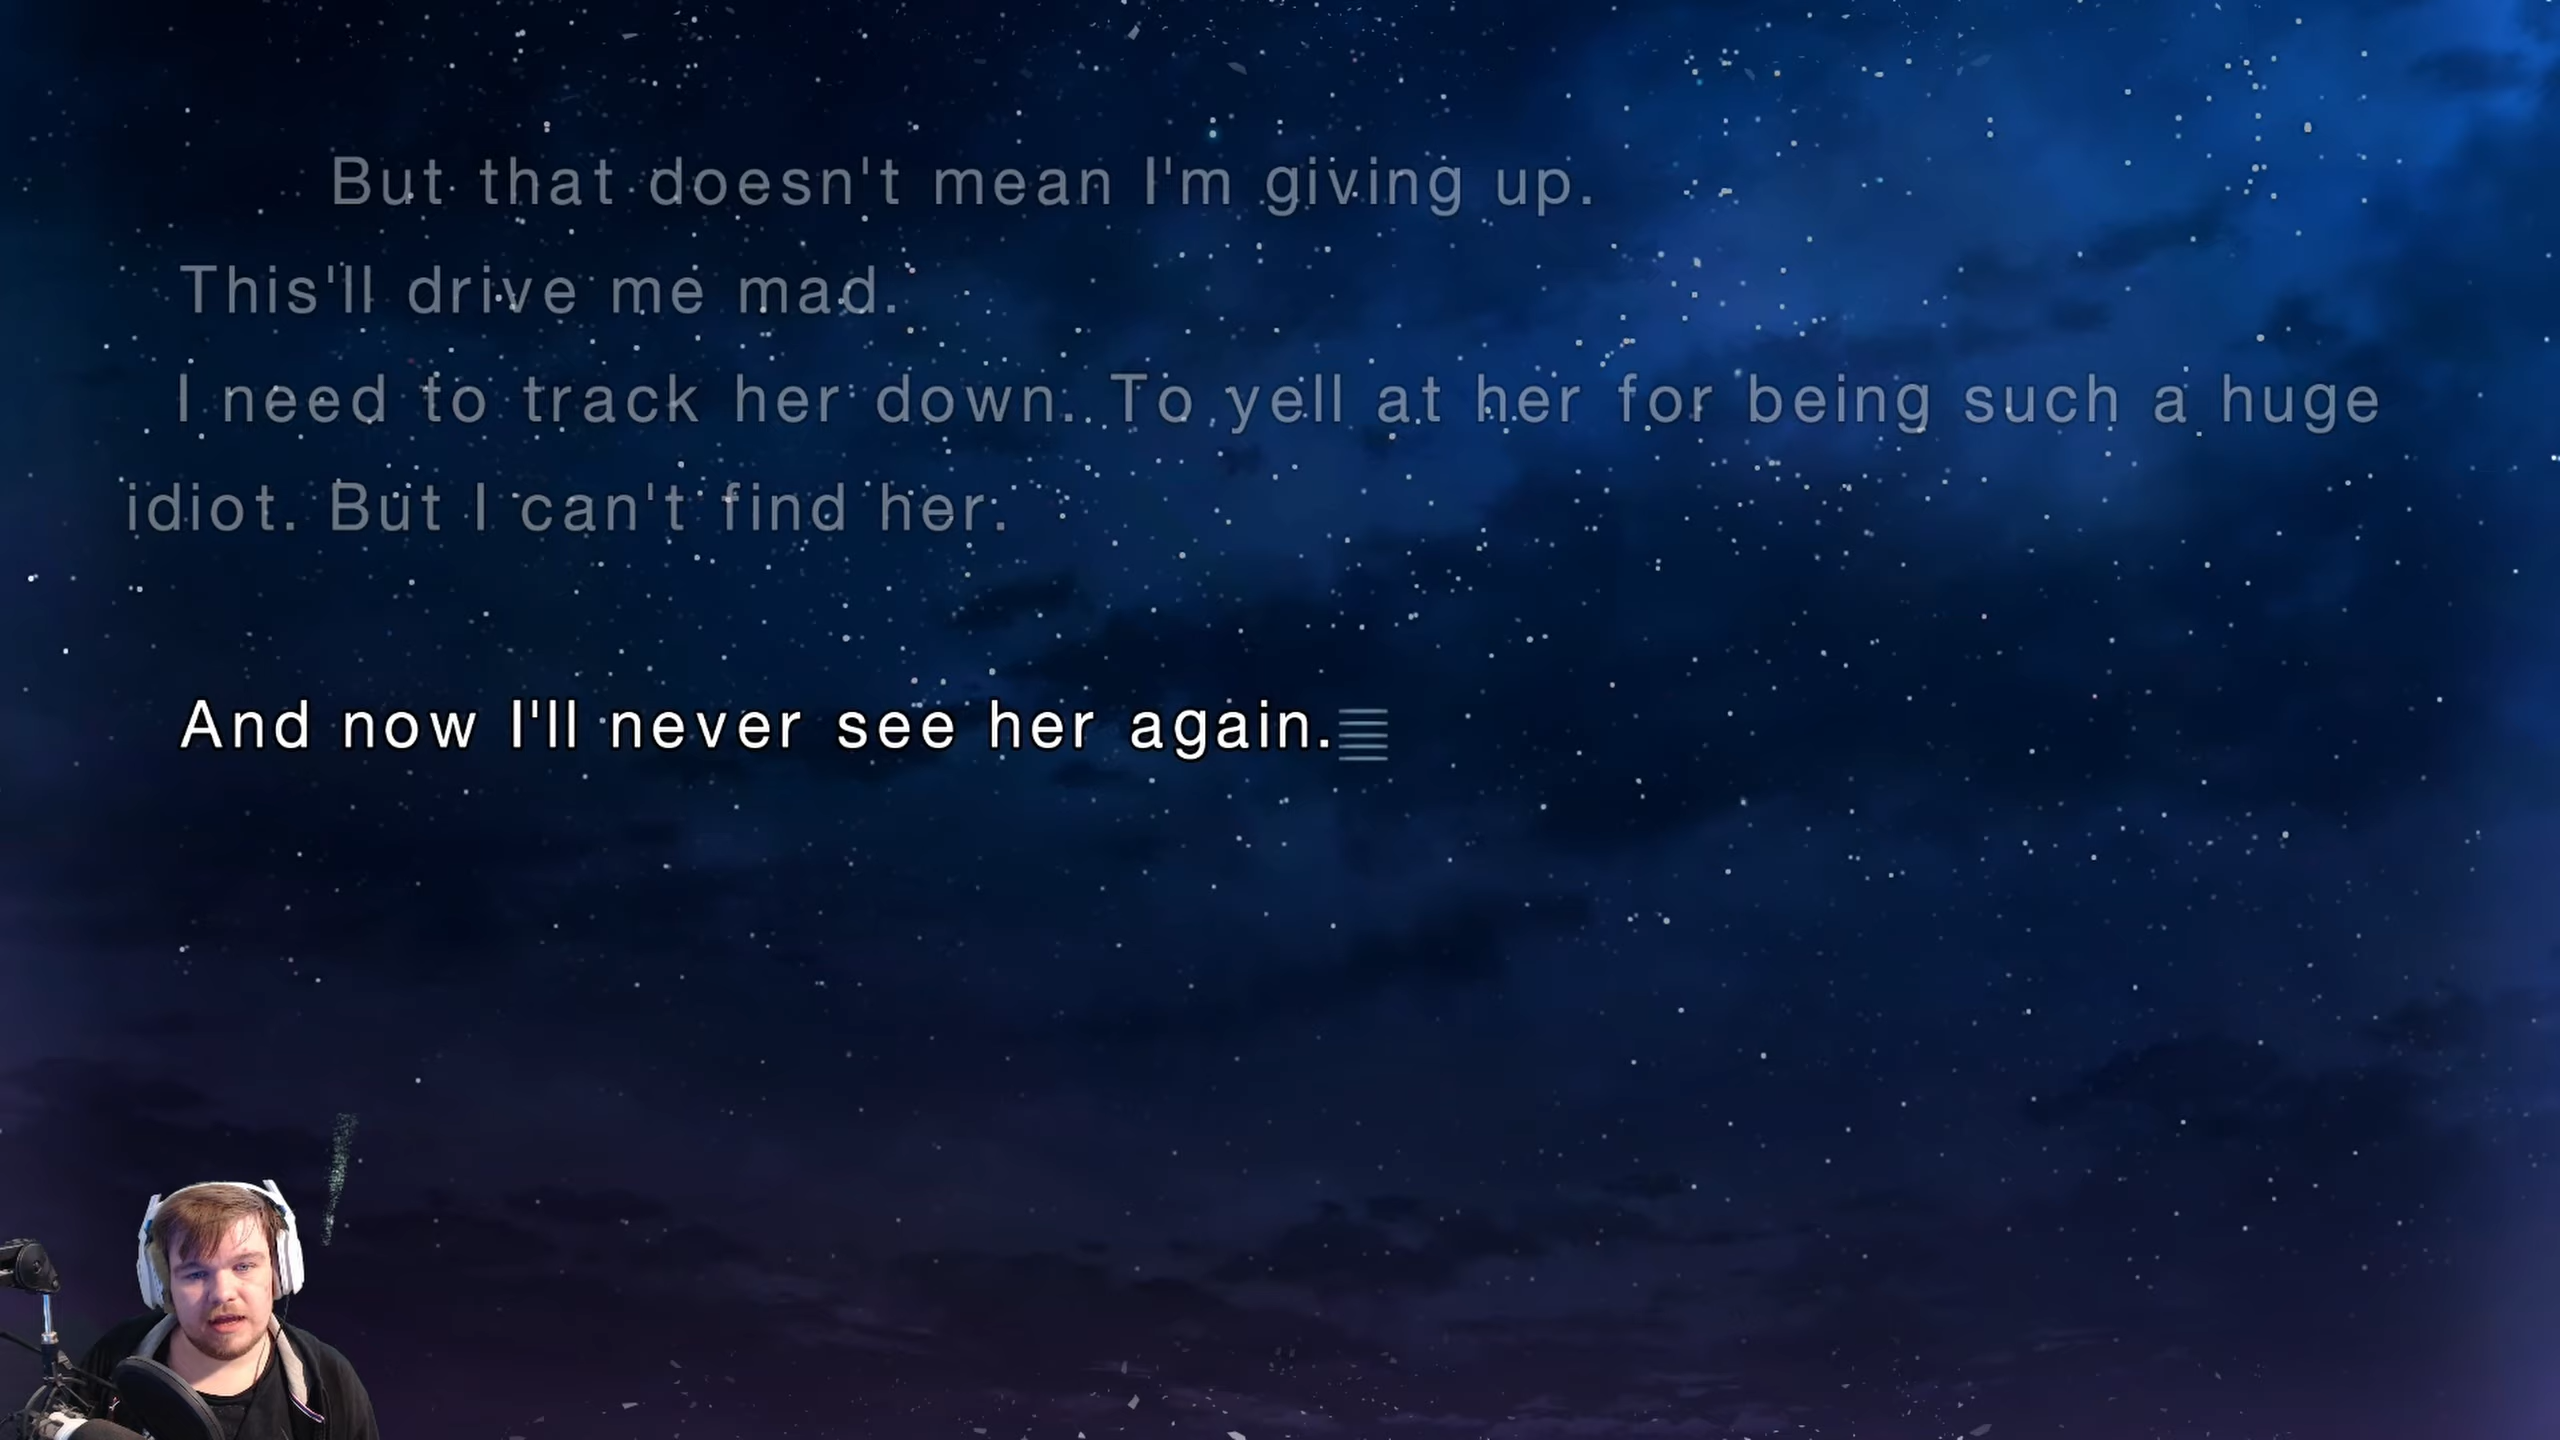 But that doesn't mean I'm giving up.
This'll drive me mad.
I need to track her down. To yell at her for being such a huge
idiot. But I can't find her.
And now I'll never see her again.